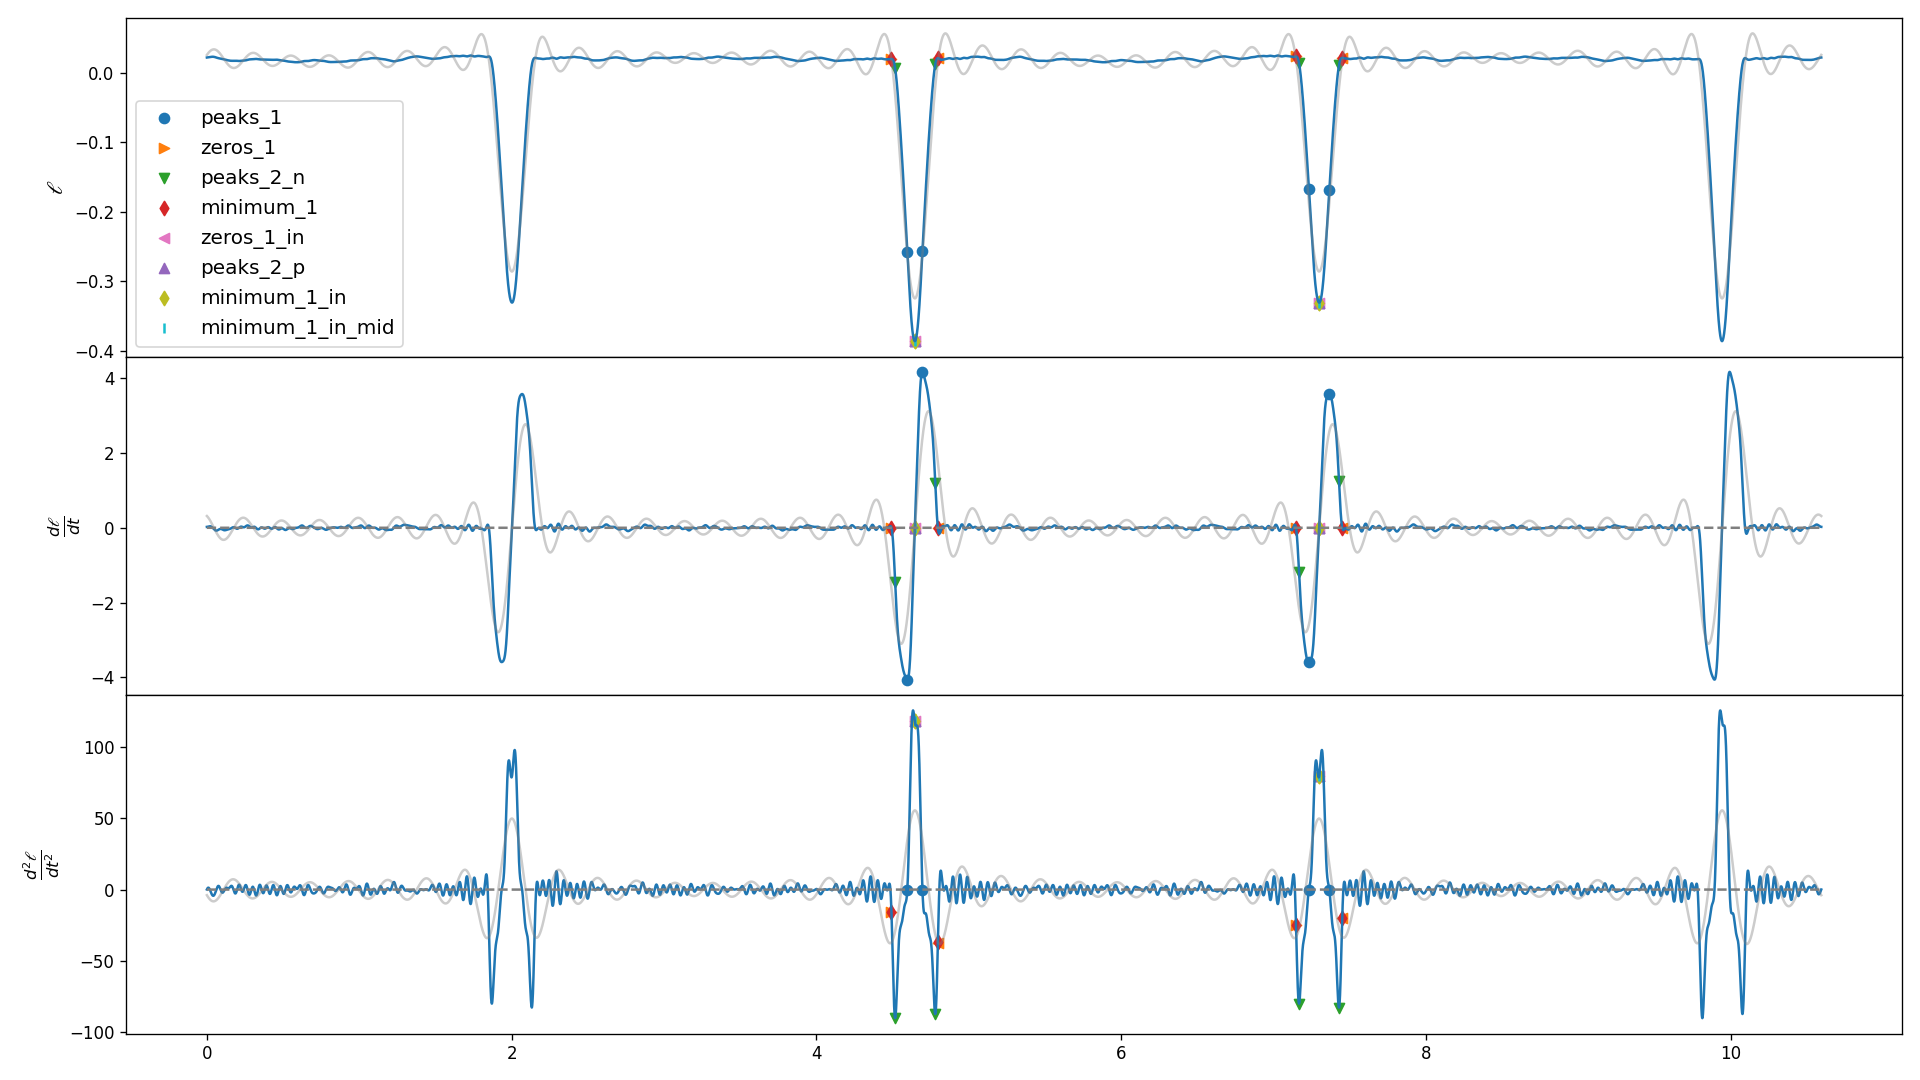 0.0
−0.1
−0.2
−0.3
−0.4
ℓ
peaks_1
zeros_1
peaks_2_n
minimum_1
zeros_1_in
peaks_2_p
minimum_1_in
minimum_1_in_mid
4
2
0
−2
−4
dℓ
dt
100
50
0
−50
−100
d²ℓ
dt²
0 2 4 6 8 10